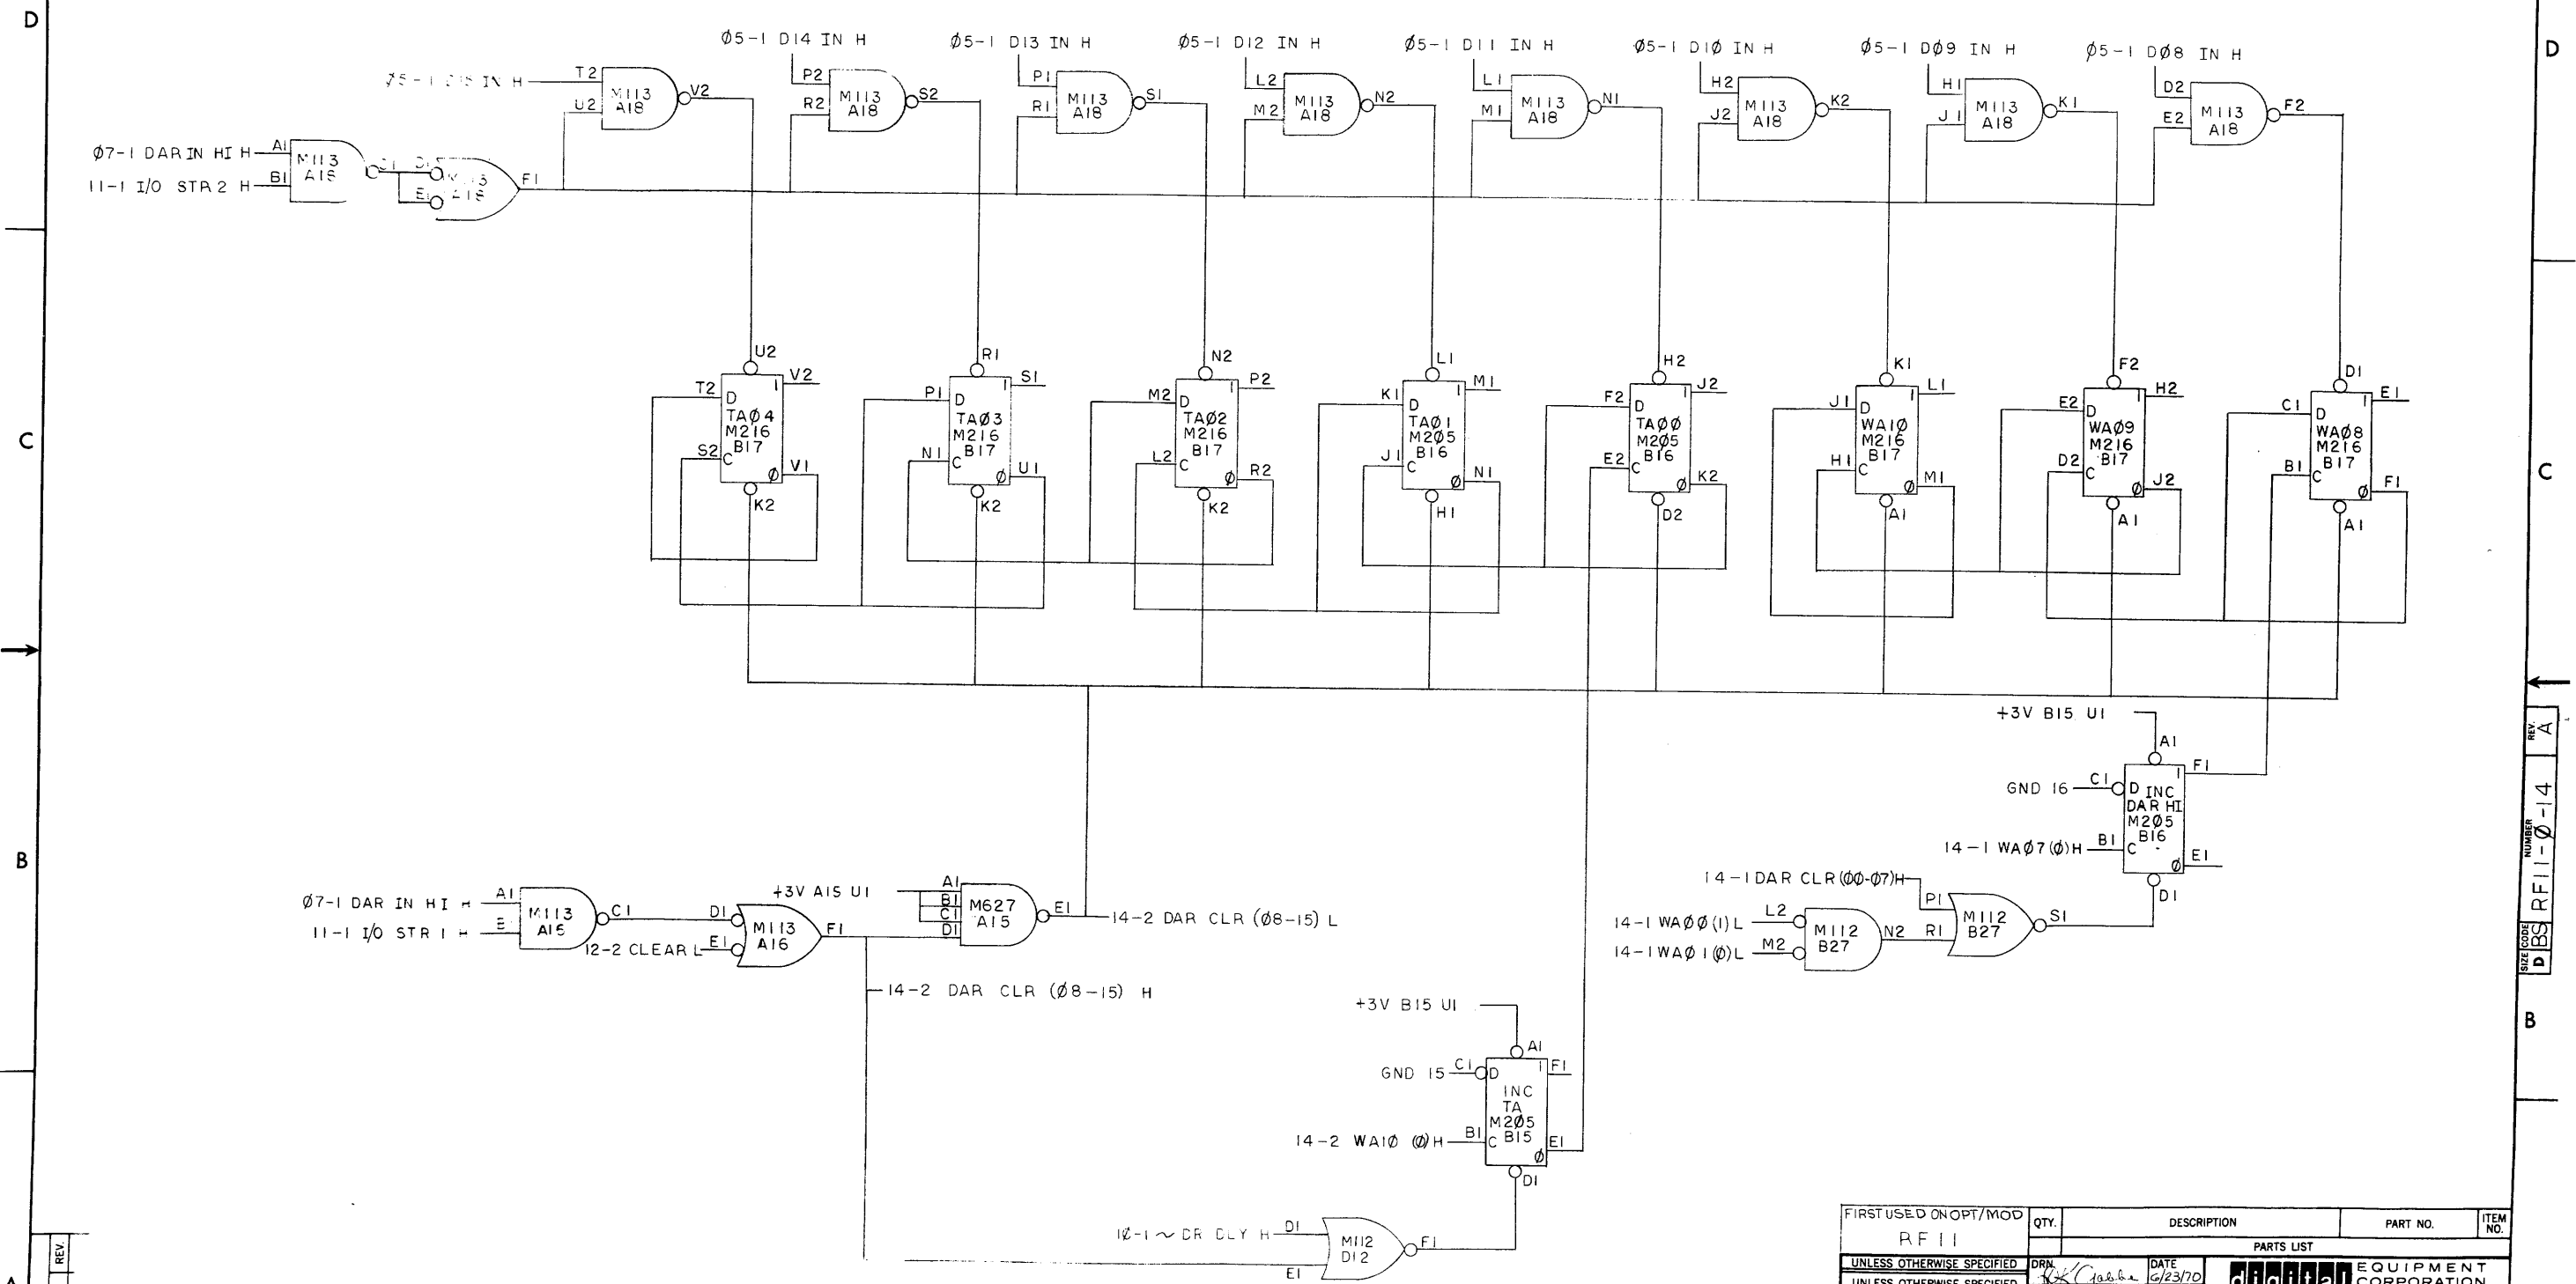 D
D
Ø5-1 D14 IN H
Ø5-1 D13 IN H
Ø5-1 D12 IN H
Ø5-1 D11 IN H
Ø5-1 D1Ø IN H
Ø5-1 DØ9 IN H
Ø5-1 DØ8 IN H
IN H
T2
U2
M113
A18
V2
P2
R2
M113
A18
S2
P1
R1
M113
A18
S1
L2
M2
M113
A18
N2
L1
M1
M113
A18
N1
H2
J2
M113
A18
K2
H1
J1
M113
A18
K1
D2
E2
M113
A18
F2
Ø7-1 DAR IN HI H
11-1 I/O STR 2 H
A1
B1
M113
F1
U2
T2
D
1
V2
TAØ4
M216
B17
S2
C
Ø
V1
K2
R1
P1
D
1
S1
TAØ3
M216
B17
N1
C
Ø
U1
K2
N2
M2
D
1
P2
TAØ2
M216
B17
L2
C
Ø
R2
K2
L1
K1
D
1
M1
TAØ1
M205
B16
J1
C
Ø
N1
H1
H2
F2
D
1
J2
TAØØ
MØ205
B16
E2
C
Ø
K2
D2
K1
J1
D
1
L1
WA1Ø
M216
B17
H1
C
Ø
M1
A1
F2
E2
D
1
H2
WAØ9
M216
B17
D2
C
Ø
J2
A1
D1
C1
D
1
E1
WAØ8
M216
B17
B1
C
Ø
F1
A1
C
C
+3V B15 U1
A1
GND 16
C1
D
1
F1
INC
DAR HI
M2Ø5
B16
14-1 WAØ7(Ø)H
B1
C
Ø
E1
D1
14-1 DAR CLR(ØØ-Ø7)H
P1
14-1 WAØØ(1)L
L2
14-1 WAØ1(Ø)L
M2
M112
B27
N2
R1
M112
B27
S1
B
B
Ø7-1 DAR IN HI H
11-1 I/O STR 1 H
A1
M113
C1
D1
12-2 CLEAR L
E1
M113
A16
F1
+3V A15 U1
A1
B1
C1
D1
M627
A15
E1
14-2 DAR CLR (Ø8-15) L
14-2 DAR CLR (Ø8-15) H
+3V B15 U1
A1
GND 15
C1
D
1
F1
INC
TA
M2Ø5
B15
14-2 WA1Ø (Ø)H
B1
C
Ø
E1
D1
DLY H
D1
E1
M112
D12
F1
REV.
A
NUMBER
RF11-Ø-14
SIZE
CODE
D
BS
REV.
FIRST USED ON OPT/MOD
RF11
QTY.
DESCRIPTION
PART NO.
ITEM NO.
PARTS LIST
UNLESS OTHERWISE SPECIFIED
DRN.
DATE
6/23/70
digital
EQUIPMENT
CORPORATION